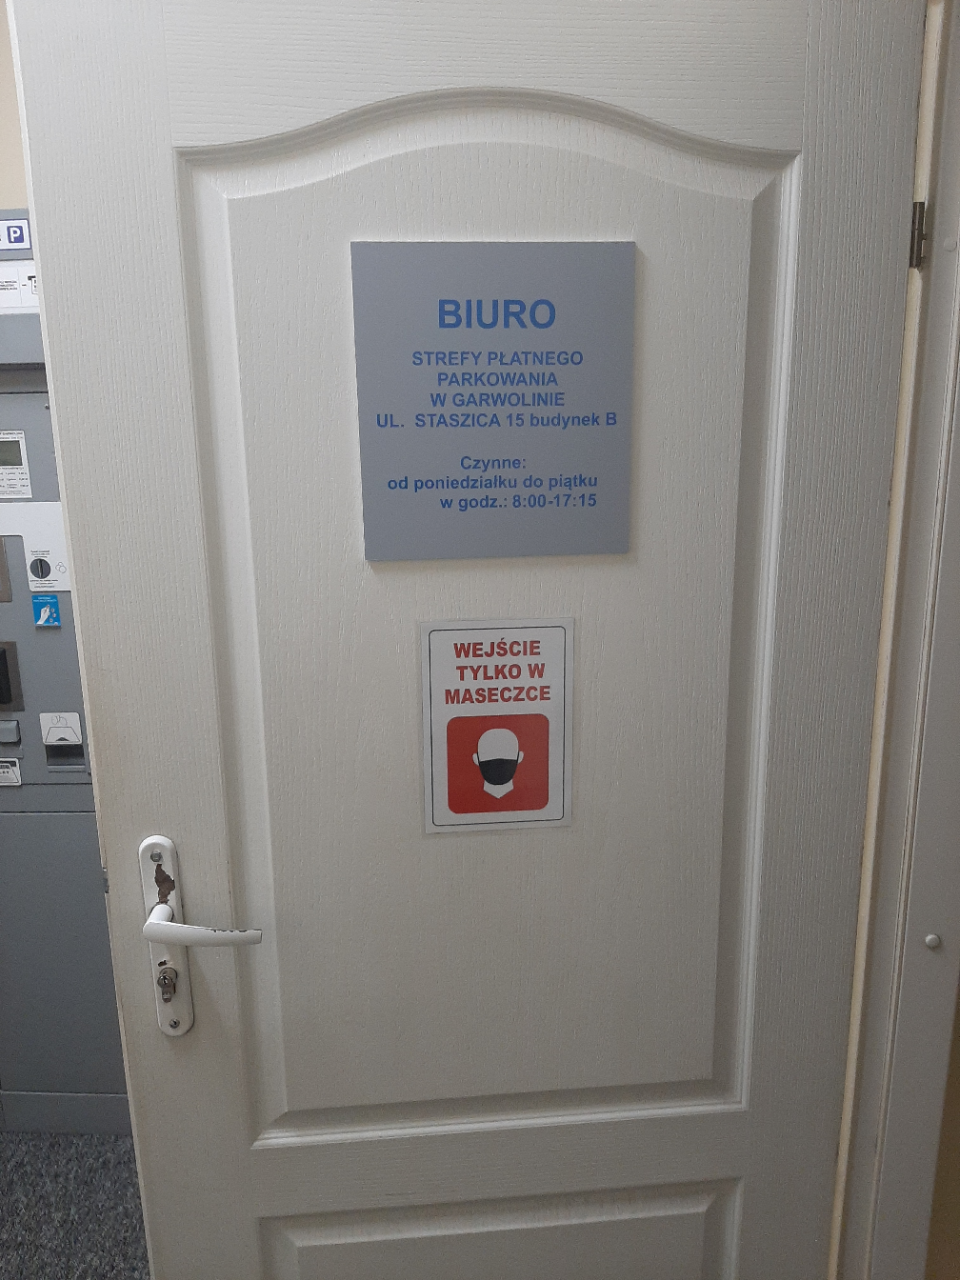 P
BIURO
STREFY PŁATNEGO
PARKOWANIA
W GARWOLINIE
UL. STASZICA 15 budynek B
Czynne:
od poniedziałku do piątku
w godz.: 8:00-17:15
WEJŚCIE
TYLKO W
MASECZCE